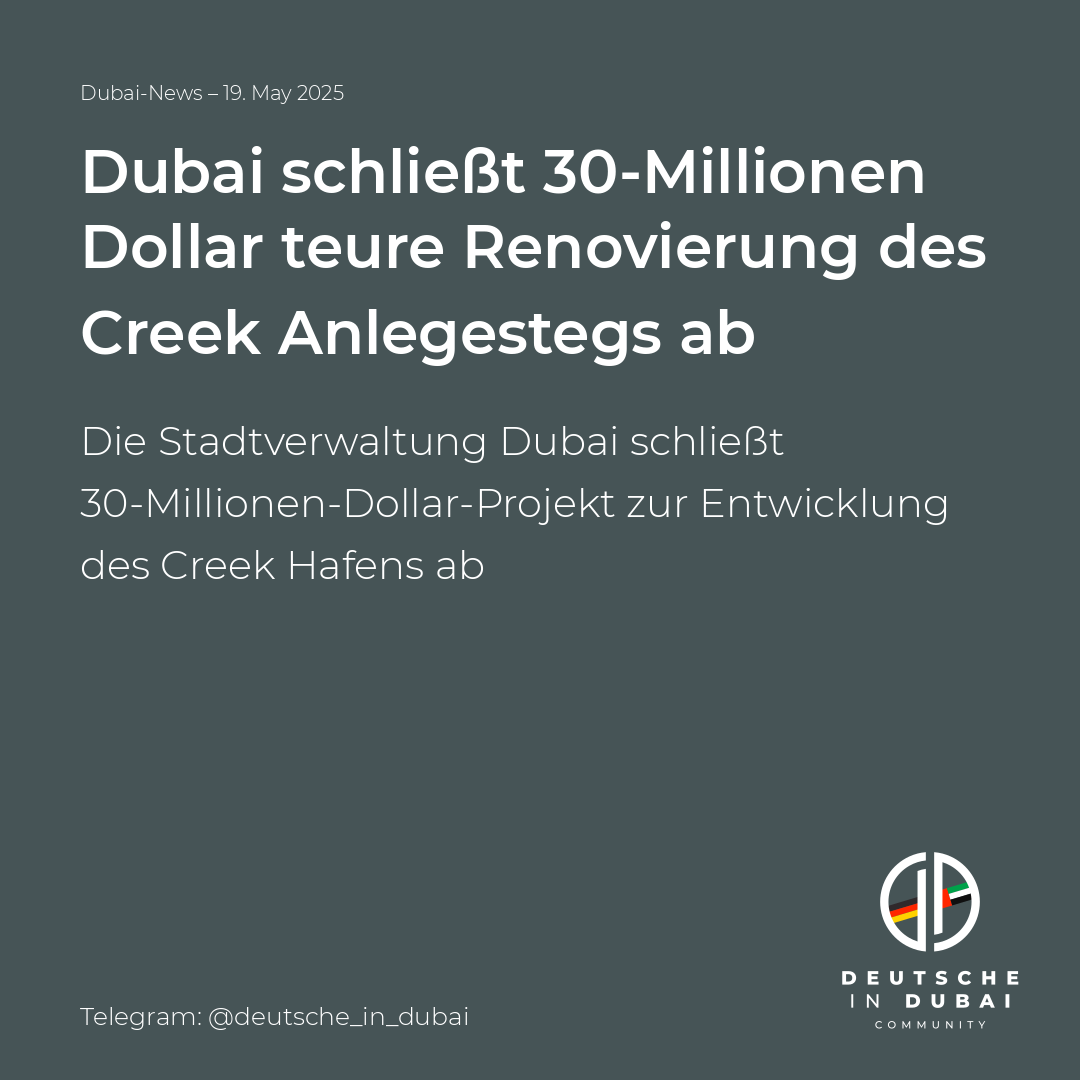 Dubai-News – 19. May 2025
Dubai schließt 30-Millionen
Dollar teure Renovierung des
Creek Anlegestegs ab
Die Stadtverwaltung Dubai schließt
30-Millionen-Dollar-Projekt zur Entwicklung
des Creek Hafens ab
DEUTSCHE
IN DUBAI
COMMUNITY
Telegram: @deutsche_in_dubai